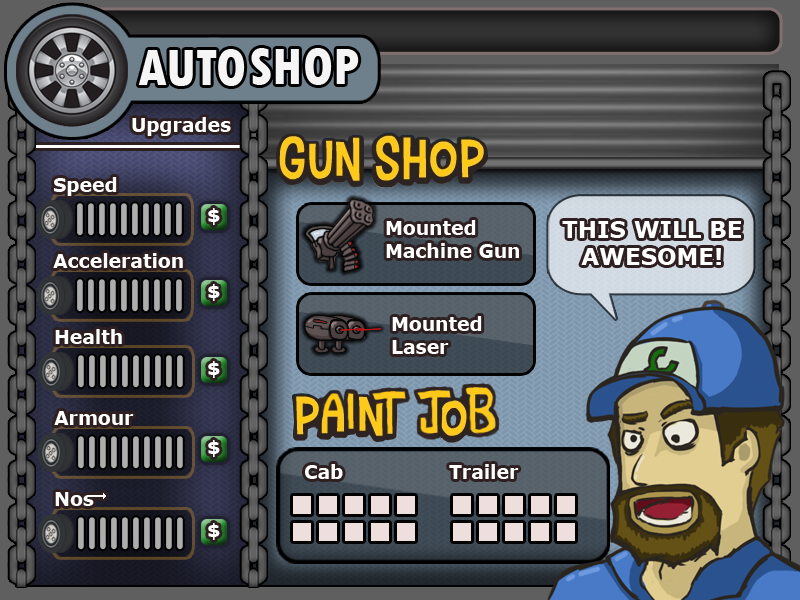 AUTOSHOP
Upgrades
Speed
$
Acceleration
$
Health
$
Armour
$
Nos
$
GUN SHOP
Mounted
Machine Gun
Mounted
Laser
THIS WILL BE
AWESOME!
C
PAINT JOB
Cab
Trailer